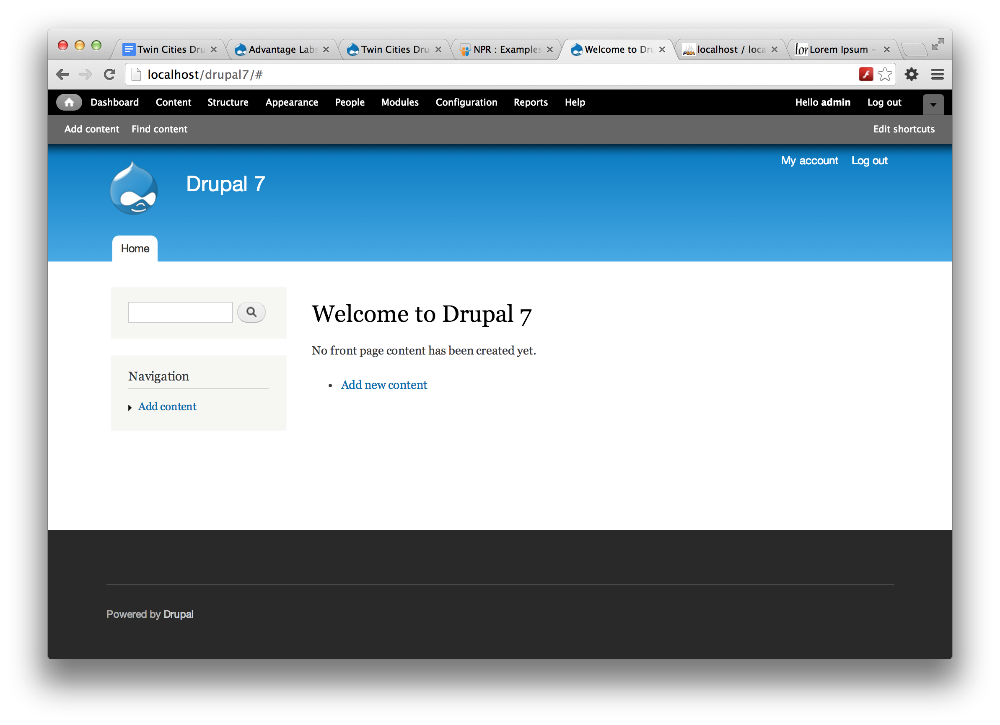 Twin Cities Dru
Advantage Labs
Twin Cities Dru
NPR : Examples
Welcome to Dru
localhost / loca
Lorem Ipsum –
localhost/drupal7/#
Dashboard Content Structure Appearance People Modules Configuration Reports Help Hello admin Log out
Add content Find content Edit shortcuts
My account Log out
Drupal 7
Home
Welcome to Drupal 7
No front page content has been created yet.
Add new content
Navigation
Add content
Powered by Drupal